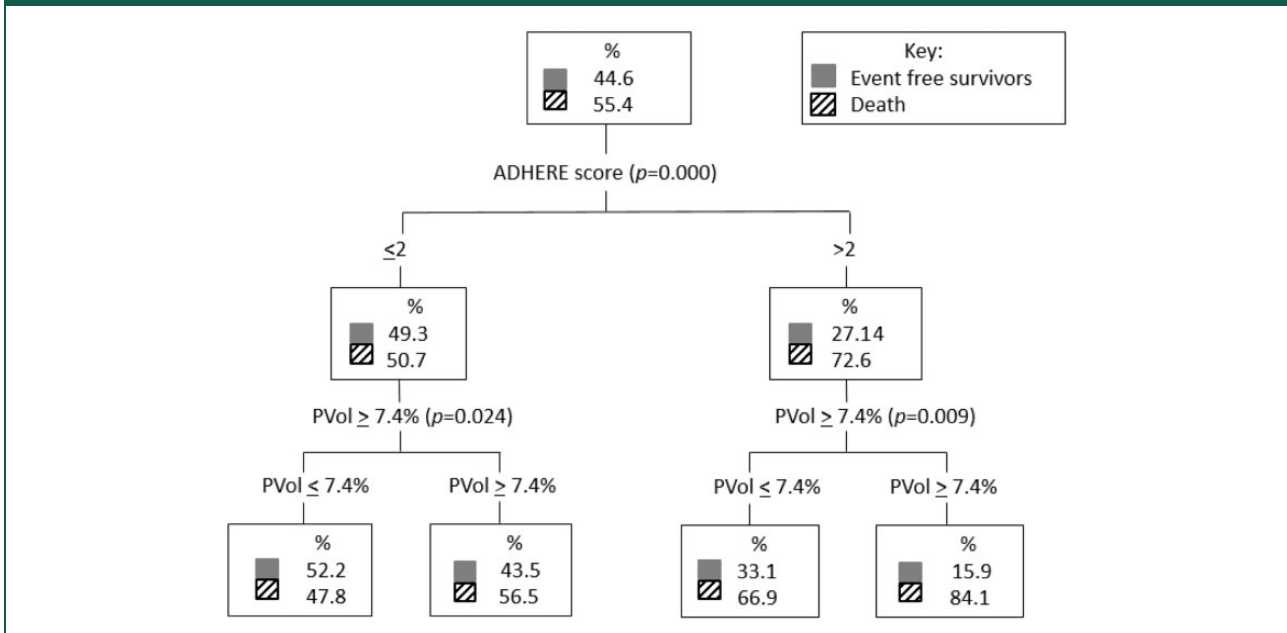 %
44.6
55.4
Key:
Event free survivors
Death
ADHERE score (p=0.000)
≤2
>2
%
49.3
50.7
%
27.14
72.6
PVol ≥ 7.4% (p=0.024)
PVol ≥ 7.4% (p=0.009)
PVol ≤ 7.4%
PVol ≥ 7.4%
PVol ≤ 7.4%
PVol ≥ 7.4%
%
52.2
47.8
%
43.5
56.5
%
33.1
66.9
%
15.9
84.1